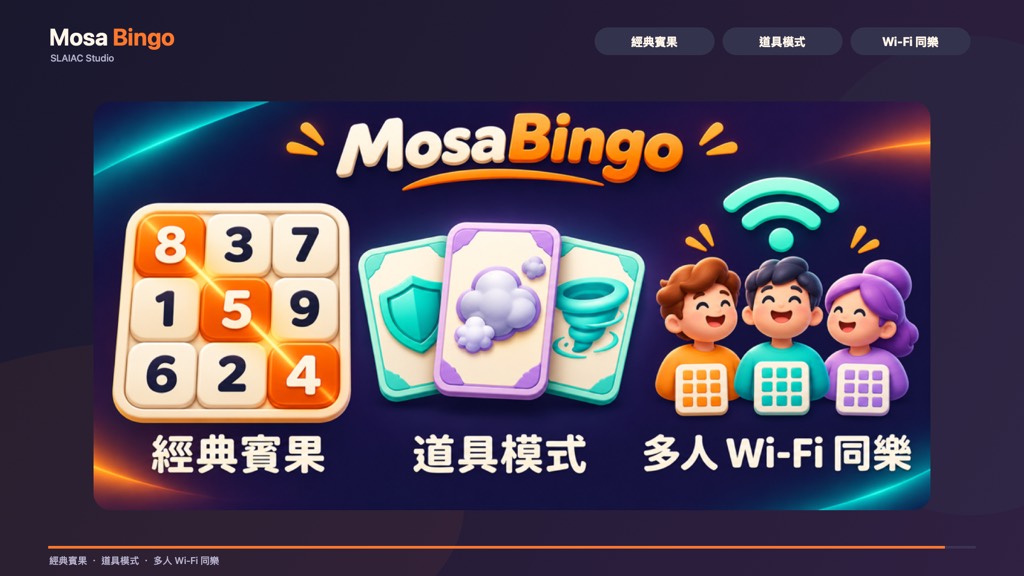 Mosa Bingo
SLAIAC Studio
經典賓果
道具模式
Wi-Fi 同樂
MosaBingo
8 3 7
1 5 9
6 2 4
經典賓果
道具模式
多人 Wi-Fi 同樂
經典賓果 · 道具模式 · 多人 Wi-Fi 同樂